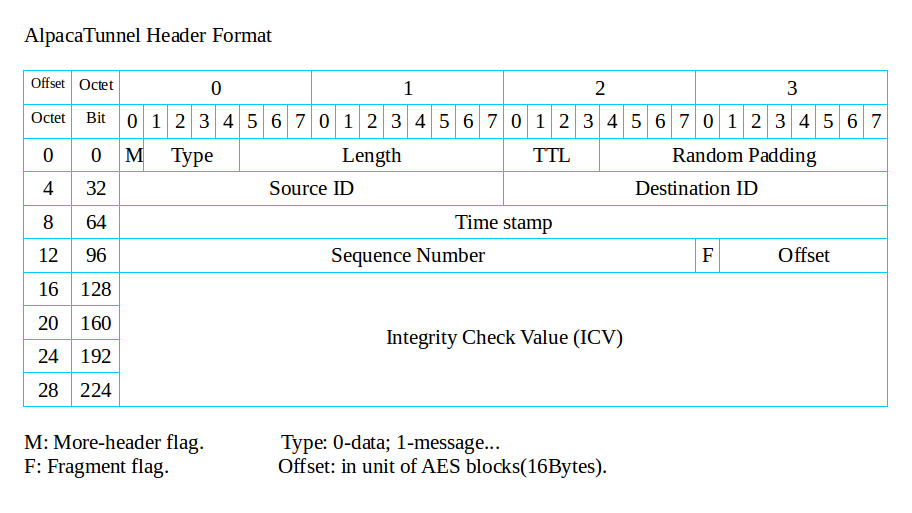 AlpacaTunnel Header Format
Offset Octet 0 1 2 3
Octet Bit 0 1 2 3 4 5 6 7 0 1 2 3 4 5 6 7 0 1 2 3 4 5 6 7 0 1 2 3 4 5 6 7
0 0 M Type Length TTL Random Padding
4 32 Source ID Destination ID
8 64 Time stamp
12 96 Sequence Number F Offset
16 128
20 160
Integrity Check Value (ICV)
24 192
28 224
M: More-header flag. Type: 0-data; 1-message...
F: Fragment flag. Offset: in unit of AES blocks(16Bytes).